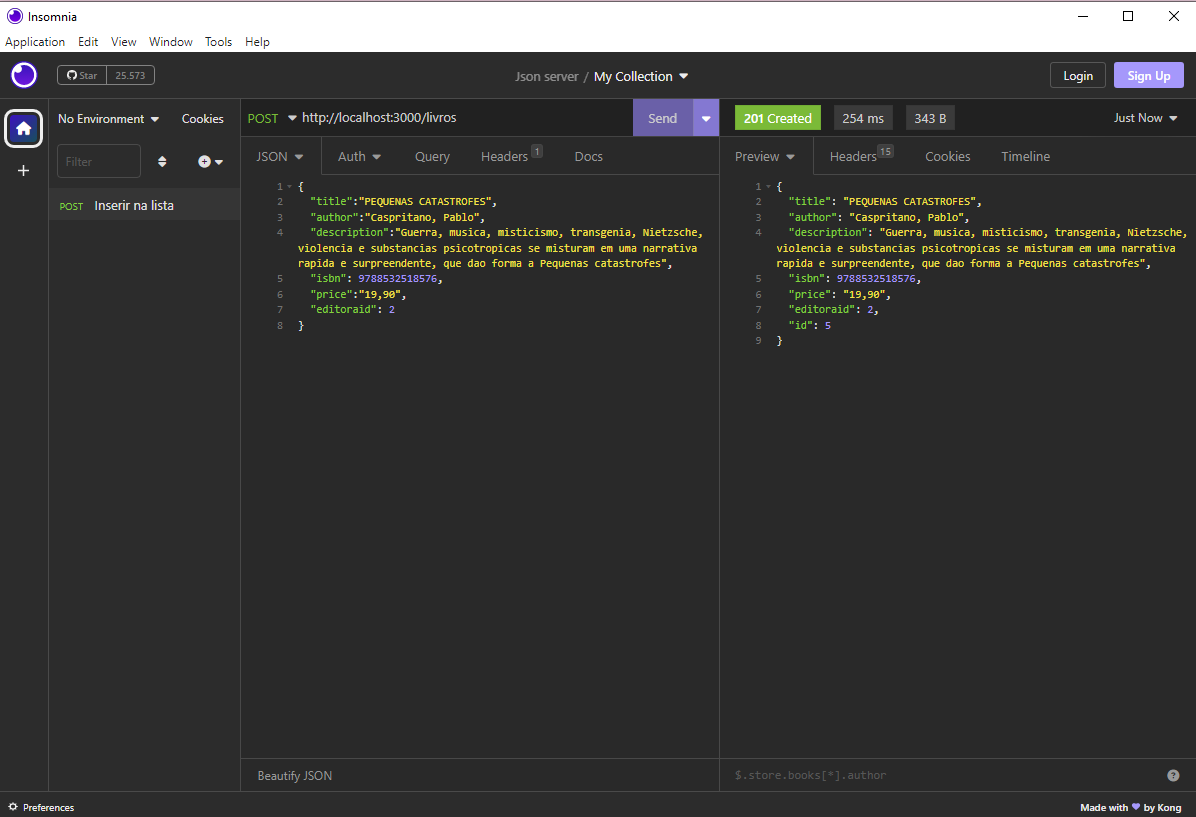 Insomnia
Application Edit View Window Tools Help
Star 25.573
Json server / My Collection
Login Sign Up
No Environment Cookies
POST http://localhost:3000/livros Send
201 Created 254 ms 343 B Just Now
Filter
JSON Auth Query Headers 1 Docs
Preview Headers 15 Cookies Timeline
POST Inserir na lista
1 {
2 "title":"PEQUENAS CATASTROFES",
3 "author":"Caspritano, Pablo",
4 "description":"Guerra, musica, misticismo, transgenia, Nietzsche,
violencia e substancias psicotropicas se misturam em uma narrativa
rapida e surpreendente, que dao forma a Pequenas catastrofes",
5 "isbn": 9788532518576,
6 "price":"19,90",
7 "editoraid": 2
8 }
1 {
2 "title": "PEQUENAS CATASTROFES",
3 "author": "Caspritano, Pablo",
4 "description": "Guerra, musica, misticismo, transgenia, Nietzsche,
violencia e substancias psicotropicas se misturam em uma narrativa
rapida e surpreendente, que dao forma a Pequenas catastrofes",
5 "isbn": 9788532518576,
6 "price": "19,90",
7 "editoraid": 2,
8 "id": 5
9 }
Beautify JSON
$.store.books[*].author
Preferences
Made with ❤ by Kong